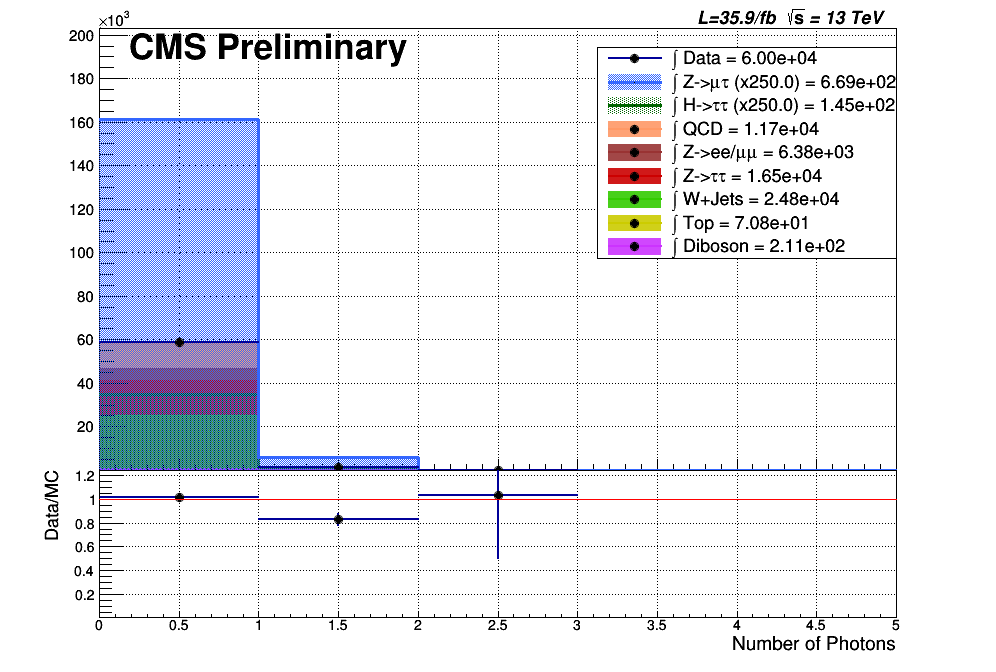 ×10³
L=35.9/fb √s = 13 TeV
CMS Preliminary
200
180
160
140
120
100
80
60
40
20
∫ Data = 6.00e+04
∫ Z->μτ (x250.0) = 6.69e+02
∫ H->ττ (x250.0) = 1.45e+02
∫ QCD = 1.17e+04
∫ Z->ee/μμ = 6.38e+03
∫ Z->ττ = 1.65e+04
∫ W+Jets = 2.48e+04
∫ Top = 7.08e+01
∫ Diboson = 2.11e+02
Data/MC
1.2
1
0.8
0.6
0.4
0.2
0 0.5 1 1.5 2 2.5 3 3.5 4 4.5 5
Number of Photons